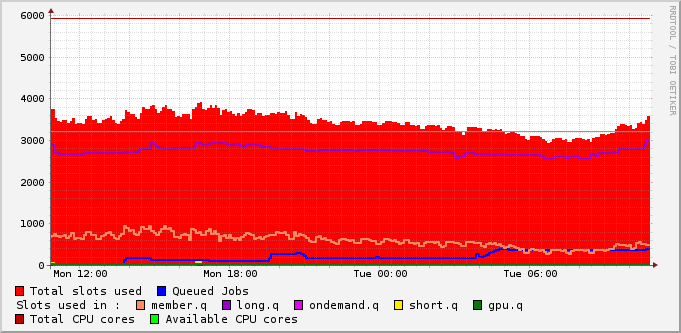 RRDTOOL / TOBI OETIKER
6000
5000
4000
3000
2000
1000
0
Mon 12:00 Mon 18:00 Tue 00:00 Tue 06:00
Total slots used Queued Jobs
Slots used in : member.q long.q ondemand.q short.q gpu.q
Total CPU cores Available CPU cores